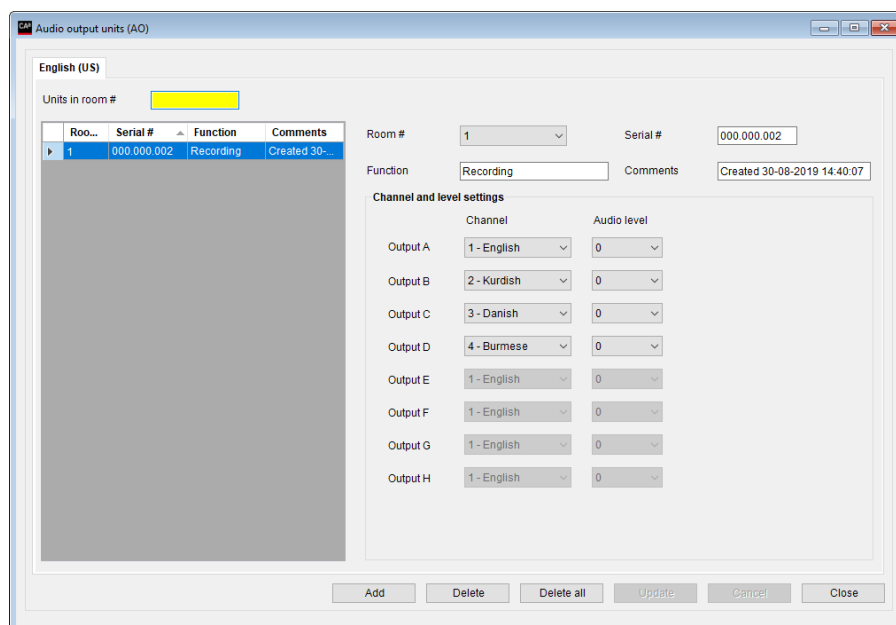 CAa Audio output units (AO)
English (US)
Units in room #
Roo... Serial # Function Comments
1 000.000.002 Recording Created 30-...
Room # 1 Serial # 000.000.002
Function Recording Comments Created 30-08-2019 14:40:07
Channel and level settings
Channel Audio level
Output A 1 - English 0
Output B 2 - Kurdish 0
Output C 3 - Danish 0
Output D 4 - Burmese 0
Output E 1 - English 0
Output F 1 - English 0
Output G 1 - English 0
Output H 1 - English 0
Add Delete Delete all Update Cancel Close